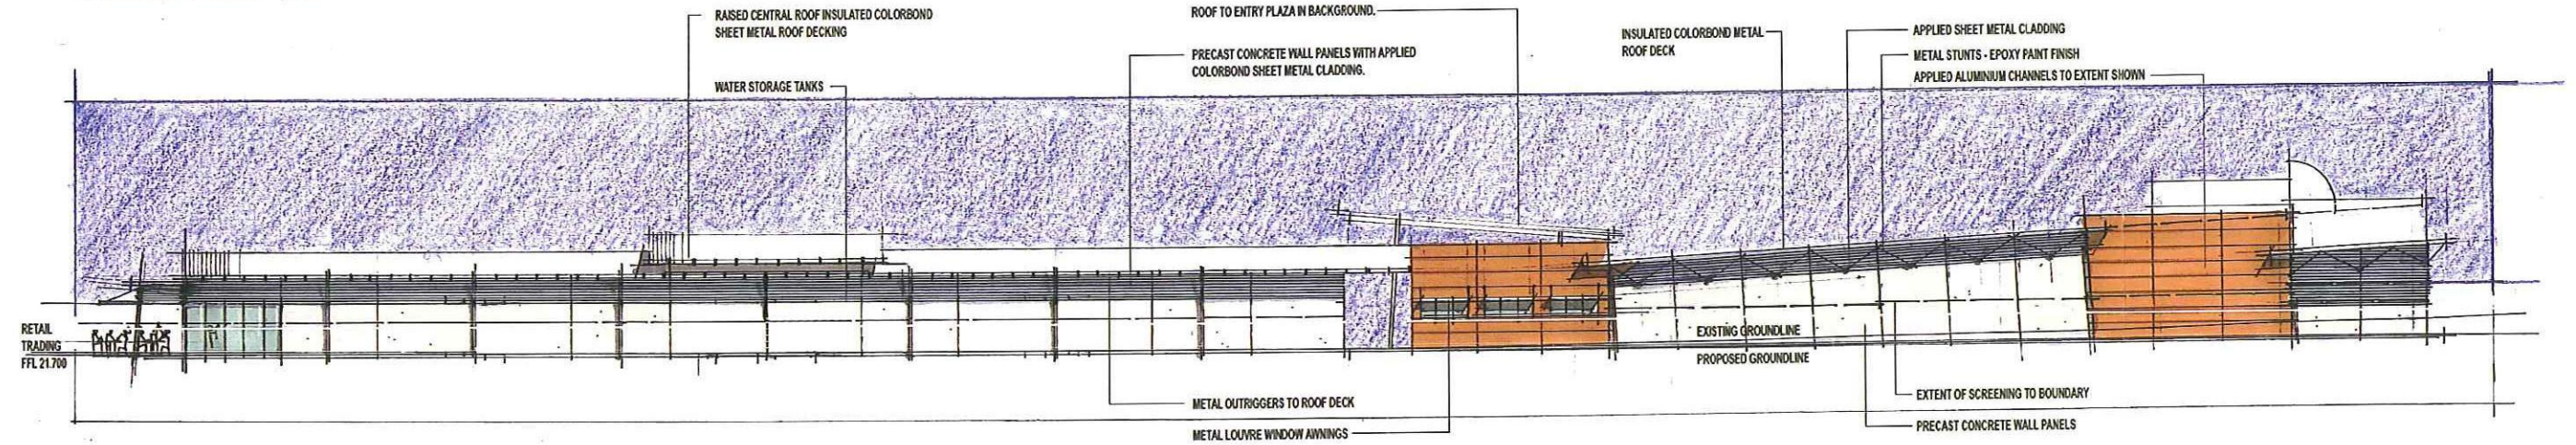 RAISED CENTRAL ROOF INSULATED COLORBOND
SHEET METAL ROOF DECKING
WATER STORAGE TANKS
ROOF TO ENTRY PLAZA IN BACKGROUND.
PRECAST CONCRETE WALL PANELS WITH APPLIED
COLORBOND SHEET METAL CLADDING.
INSULATED COLORBOND METAL
ROOF DECK
APPLIED SHEET METAL CLADDING
METAL STUNTS - EPOXY PAINT FINISH
APPLIED ALUMINIUM CHANNELS TO EXTENT SHOWN
RETAIL
TRADING
FFL 21.700
EXISTING GROUNDLINE
PROPOSED GROUNDLINE
METAL OUTRIGGERS TO ROOF DECK
METAL LOUVRE WINDOW AWNINGS
EXTENT OF SCREENING TO BOUNDARY
PRECAST CONCRETE WALL PANELS